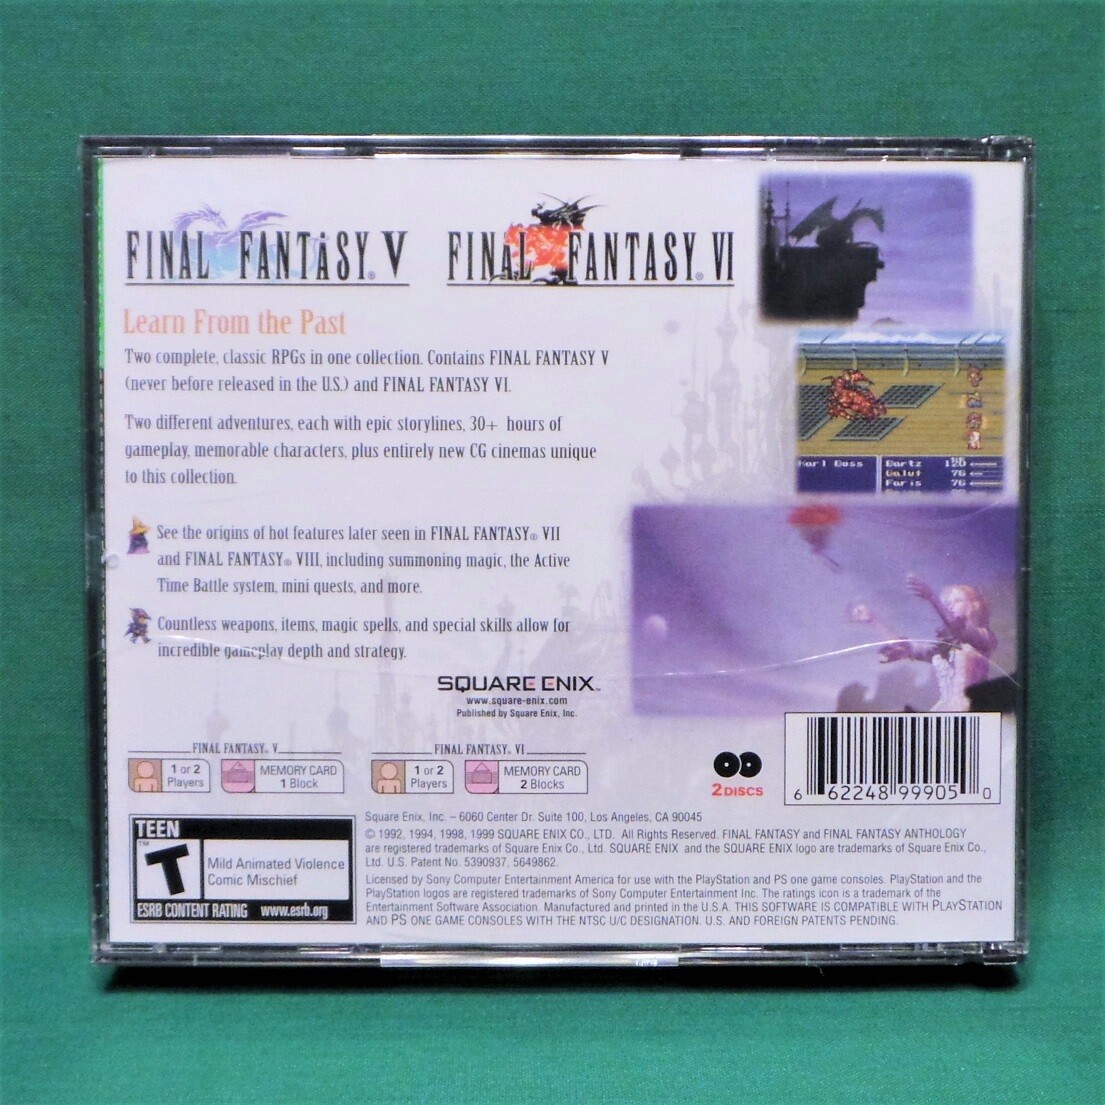 FINAL FANTASY® V
FINAL FANTASY® VI
Learn From the Past
Two complete, classic RPGs in one collection. Contains FINAL FANTASY V
(never before released in the U.S.) and FINAL FANTASY VI.
Two different adventures, each with epic storylines, 30+ hours of
gameplay, memorable characters, plus entirely new CG cinemas unique
to this collection.
See the origins of hot features later seen in FINAL FANTASY® VII
and FINAL FANTASY® VIII, including summoning magic, the Active
Time Battle system, mini quests, and more.
Countless weapons, items, magic spells, and special skills allow for
incredible gameplay depth and strategy.
Karl Boss
Bartz 120
Galuf 76
Faris 76
SQUARE ENIX™
www.square-enix.com
Published by Square Enix, Inc.
FINAL FANTASY® V
1 or 2 Players
MEMORY CARD 1 Block
FINAL FANTASY® VI
1 or 2 Players
MEMORY CARD 2 Blocks
2 DISCS
6 62248 99905 0
TEEN
T™
Mild Animated Violence
Comic Mischief
ESRB CONTENT RATING www.esrb.org
Square Enix, Inc. – 6060 Center Dr. Suite 100, Los Angeles, CA 90045
© 1992, 1994, 1998, 1999 SQUARE ENIX CO., LTD. All Rights Reserved. FINAL FANTASY and FINAL FANTASY ANTHOLOGY
are registered trademarks of Square Enix Co., Ltd. SQUARE ENIX and the SQUARE ENIX logo are trademarks of Square Enix Co.,
Ltd. U.S. Patent No. 5390937, 5649862.
Licensed by Sony Computer Entertainment America for use with the PlayStation and PS one game consoles. PlayStation and the
PlayStation logos are registered trademarks of Sony Computer Entertainment Inc. The ratings icon is a trademark of the
Entertainment Software Association. Manufactured and printed in the U.S.A. THIS SOFTWARE IS COMPATIBLE WITH PLAYSTATION
AND PS ONE GAME CONSOLES WITH THE NTSC U/C DESIGNATION. U.S. AND FOREIGN PATENTS PENDING.